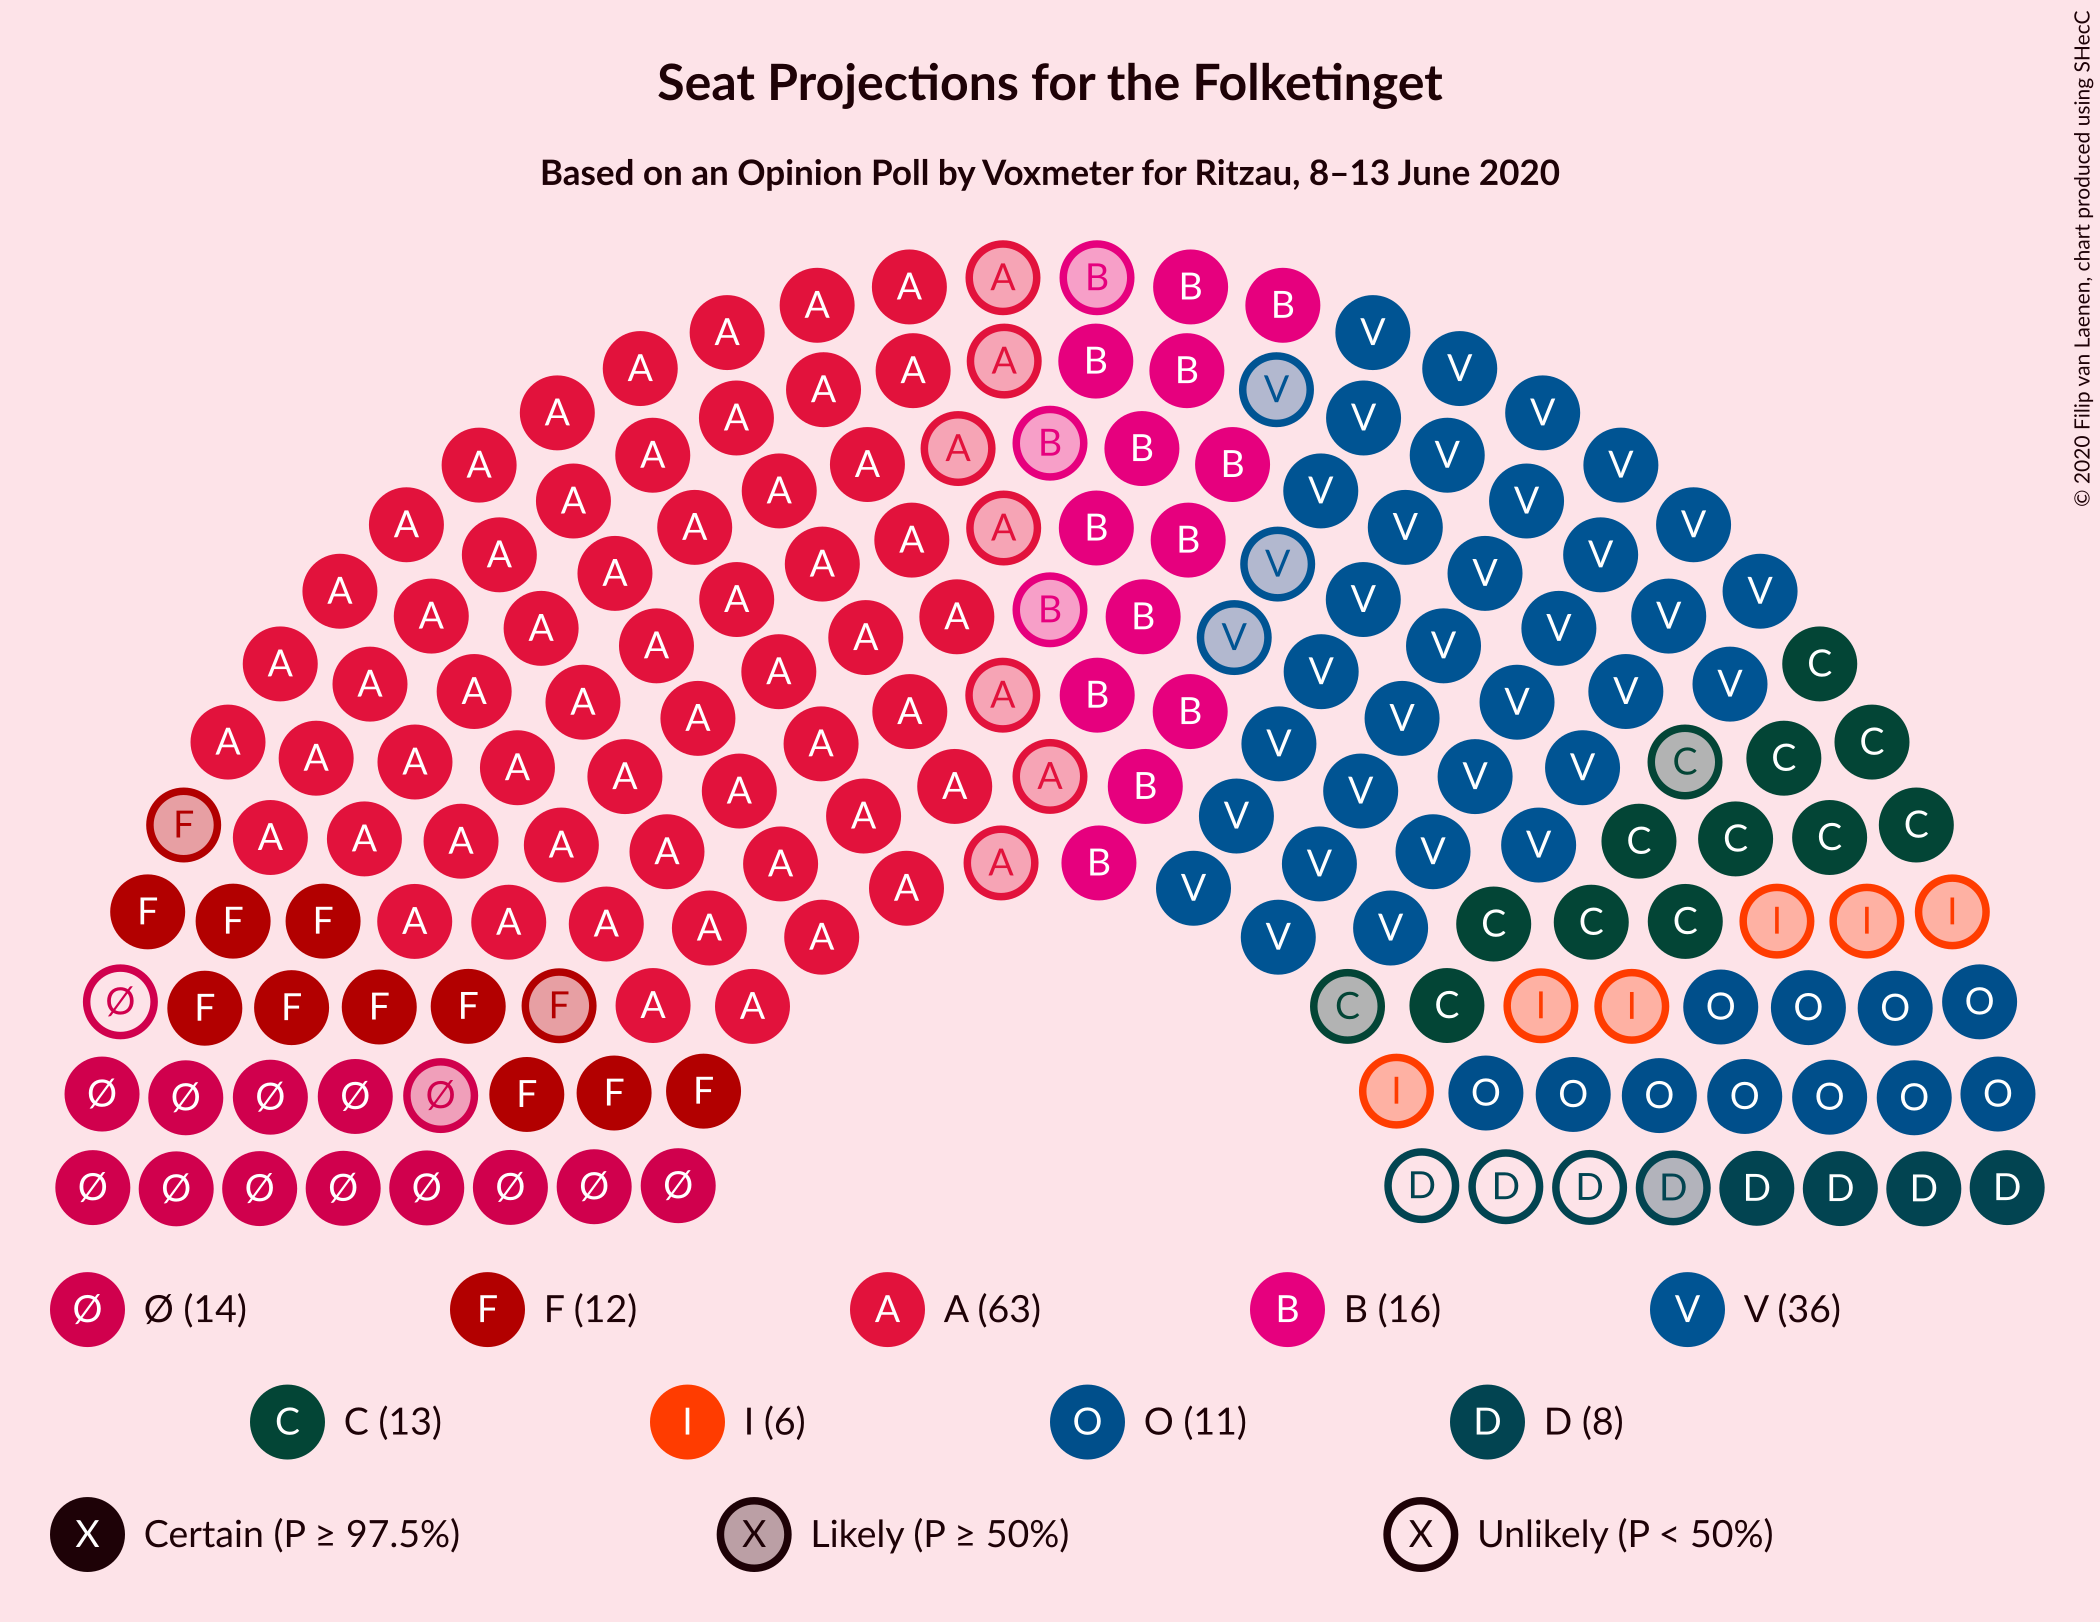 Seat Projections for the Folketinget
Based on an Opinion Poll by Voxmeter for Ritzau, 8–13 June 2020
© 2020 Filip van Laenen, chart produced using SHecC
A A A B B B V
A A A A B B V V V
A A A A B B B V V V V
A A A A A B B V V V V V
A A A A A B B V V V V V
A A A A A A B B V V V V V V C
A A A A A A A A B V V V V V V C C C
F A A A A A A A A B V V V V C C C C
F F F A A A A A A V V V C C C I I I
Ø F F F F F A A C C I I O O O O
Ø Ø Ø Ø Ø F F F I O O O O O O O
Ø Ø Ø Ø Ø Ø Ø Ø D D D D D D D D
Ø Ø (14) F F (12) A A (63) B B (16) V V (36)
C C (13) I I (6) O O (11) D D (8)
X Certain (P ≥ 97.5%) X Likely (P ≥ 50%) X Unlikely (P < 50%)